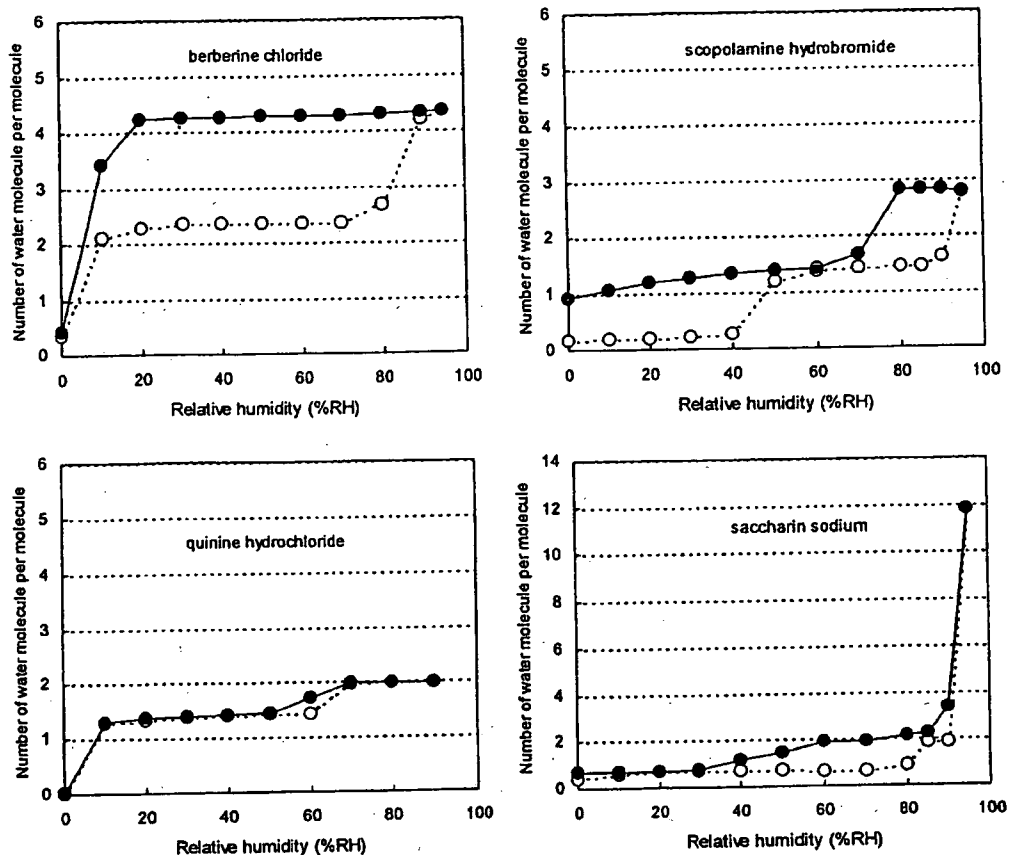 berberine chloride
Number of water molecule per molecule
6
5
4
3
2
1
0
0 20 40 60 80 100
Relative humidity (%RH)
scopolamine hydrobromide
Number of water molecule per molecule
6
5
4
3
2
1
0
0 20 40 60 80 100
Relative humidity (%RH)
quinine hydrochloride
Number of water molecule per molecule
6
5
4
3
2
1
0
0 20 40 60 80 100
Relative humidity (%RH)
saccharin sodium
Number of water molecule per molecule
14
12
10
8
6
4
2
0
0 20 40 60 80 100
Relative humidity (%RH)